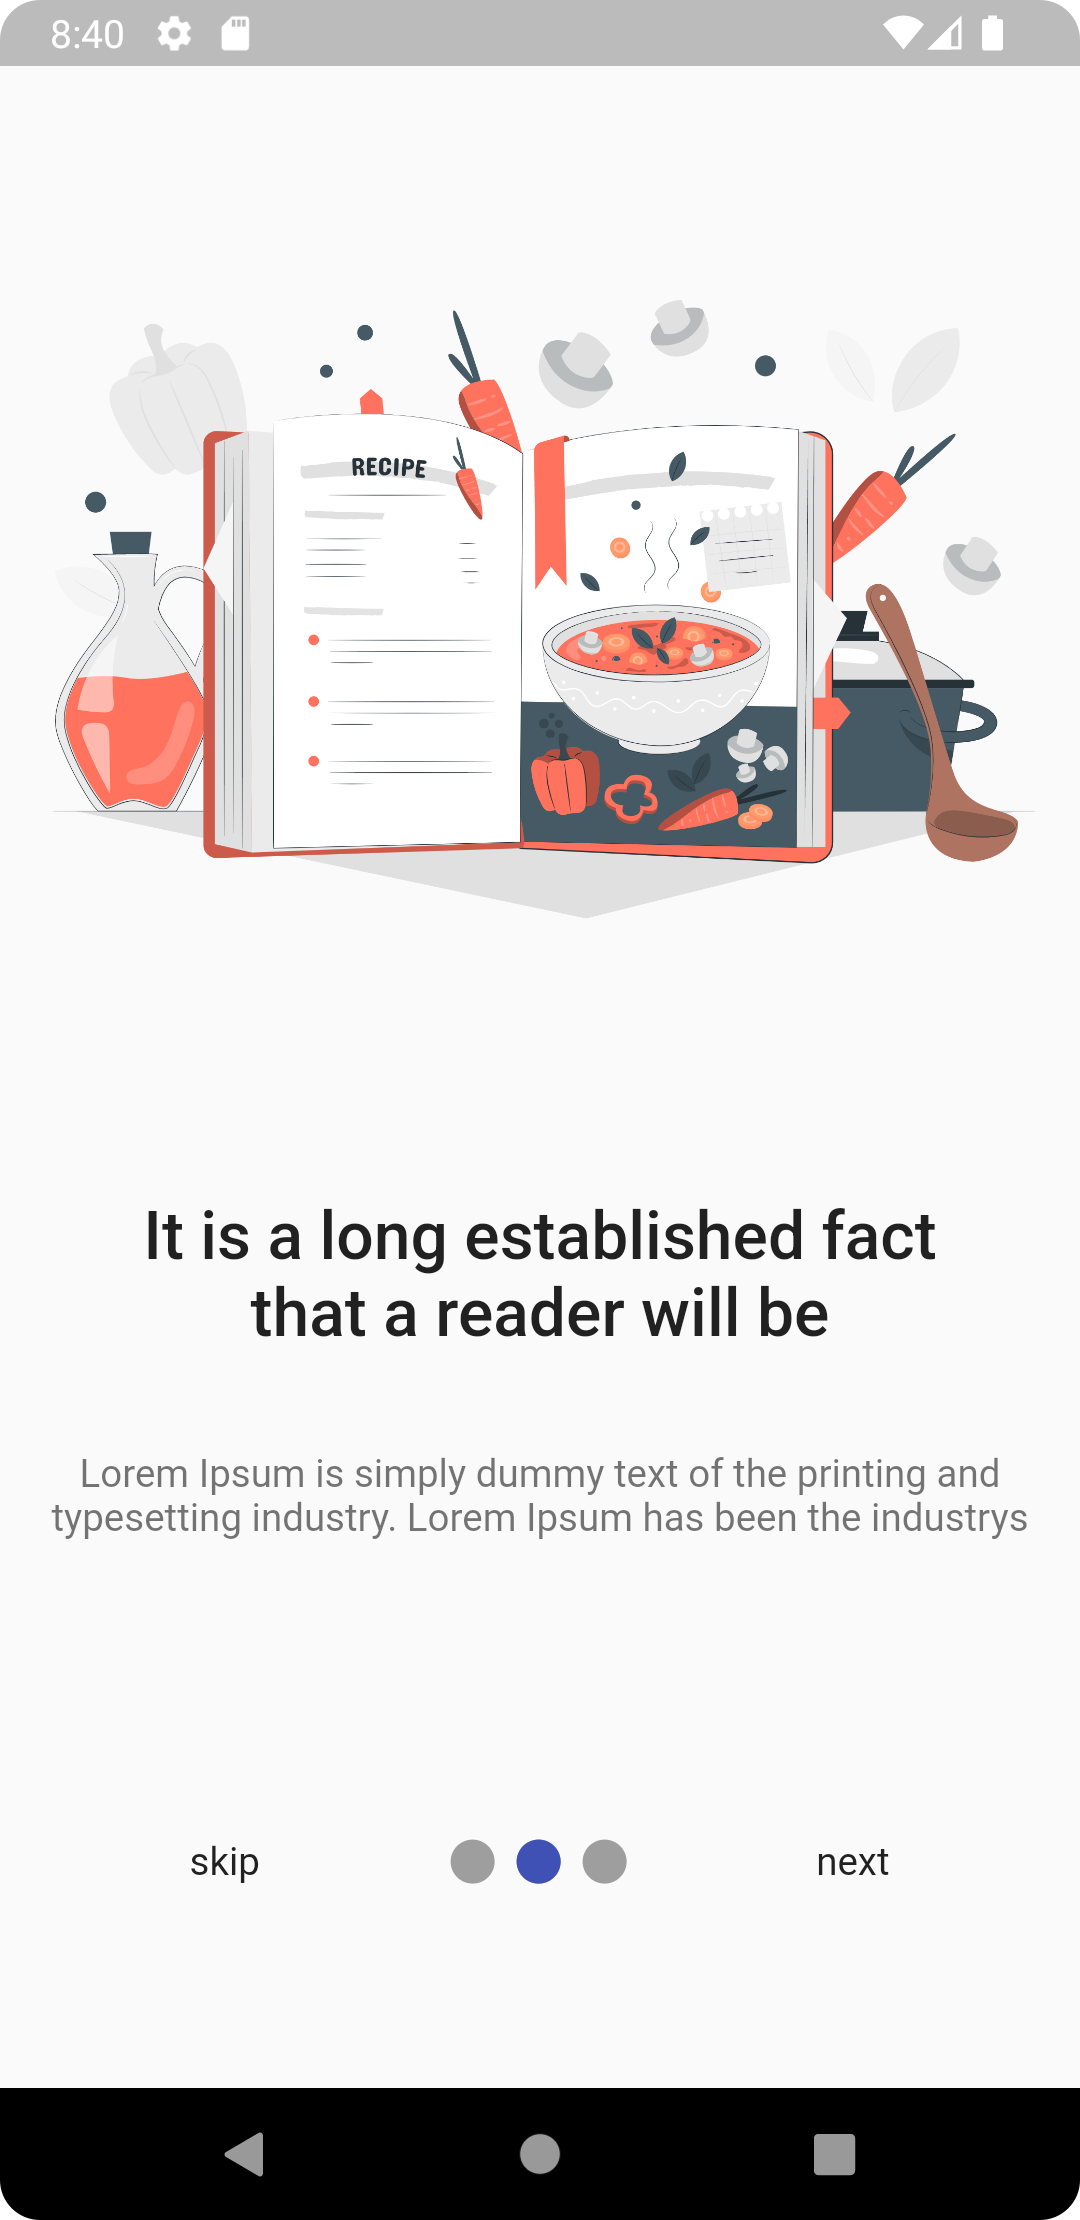 8:40
RECIPE
It is a long established fact
that a reader will be
Lorem Ipsum is simply dummy text of the printing and
typesetting industry. Lorem Ipsum has been the industrys
skip
next